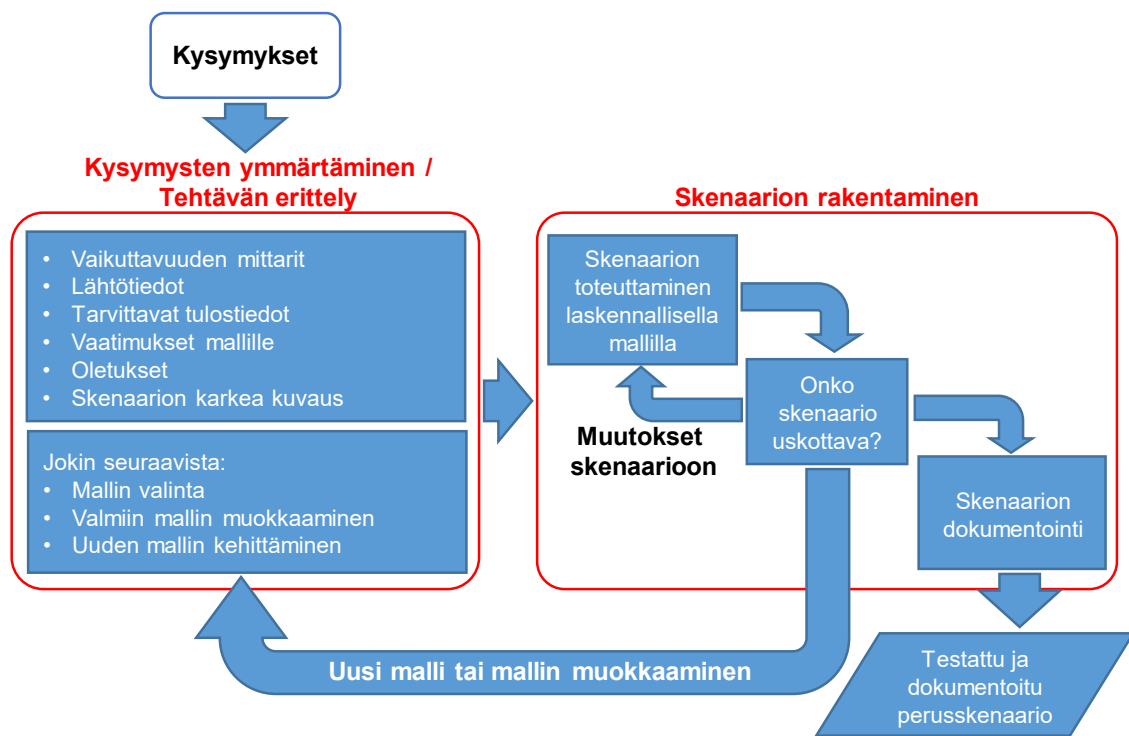 Kysymykset
Kysymysten ymmärtäminen /
Tehtävän erittely
• Vaikuttavuuden mittarit
• Lähtötiedot
• Tarvittavat tulostiedot
• Vaatimukset mallille
• Oletukset
• Skenaarion karkea kuvaus
Jokin seuraavista:
• Mallin valinta
• Valmiin mallin muokkaaminen
• Uuden mallin kehittäminen
Skenaarion rakentaminen
Skenaarion
toteuttaminen
laskennallisella
mallilla
Onko
skenaario
uskottava?
Muutokset
skenaarioon
Skenaarion
dokumentointi
Uusi malli tai mallin muokkaaminen
Testattu ja
dokumentoitu
perusskenaario